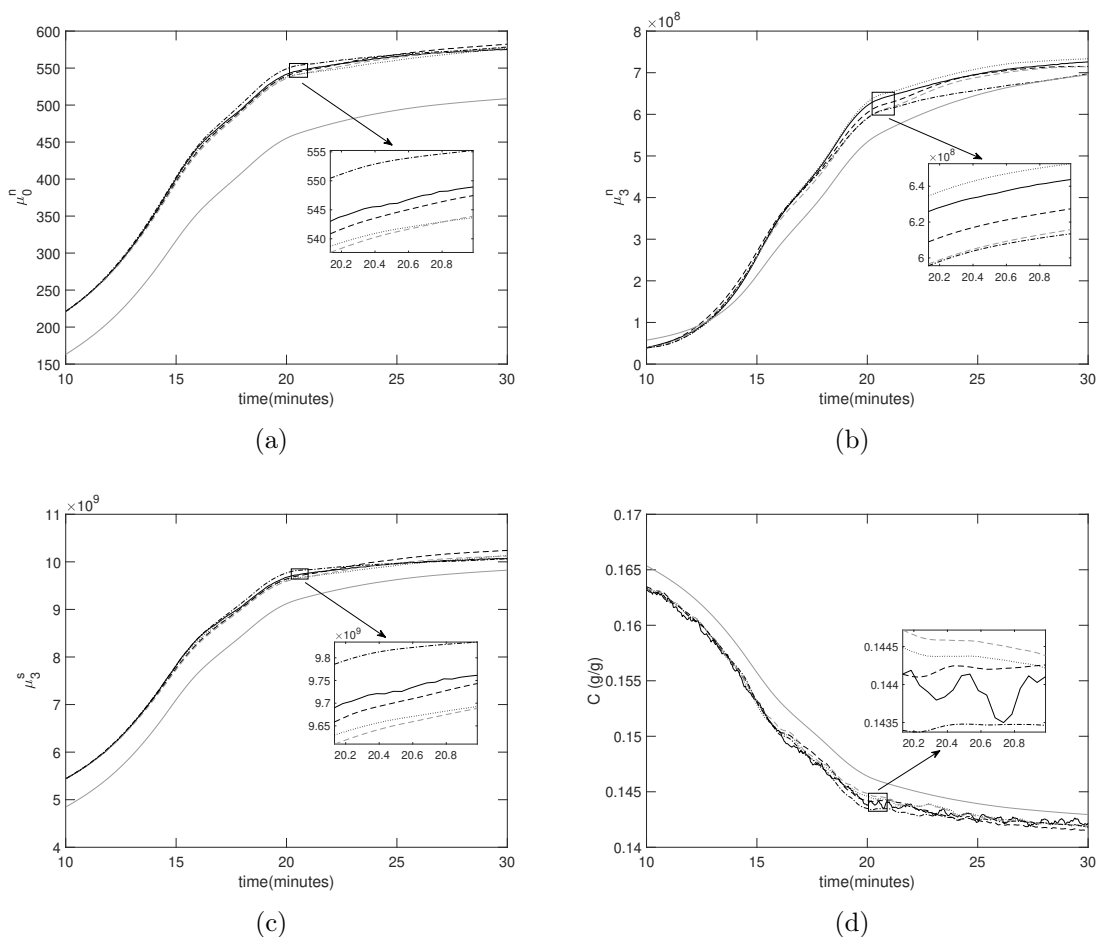 600
550
500
450
400
350
300
250
200
150
μ₀ⁿ
10 15 20 25 30
time(minutes)
555
550
545
540
20.2 20.4 20.6 20.8
(a)
×10⁸
8
7
6
5
4
3
2
1
0
μ₃ⁿ
10 15 20 25 30
time(minutes)
×10⁸
6.4
6.2
6
20.2 20.4 20.6 20.8
(b)
×10⁹
11
10
9
8
7
6
5
4
μ₃ˢ
10 15 20 25 30
time(minutes)
×10⁹
9.8
9.75
9.7
9.65
20.2 20.4 20.6 20.8
(c)
0.17
0.165
0.16
0.155
0.15
0.145
0.14
C (g/g)
10 15 20 25 30
time(minutes)
0.1445
0.144
0.1435
20.2 20.4 20.6 20.8
(d)